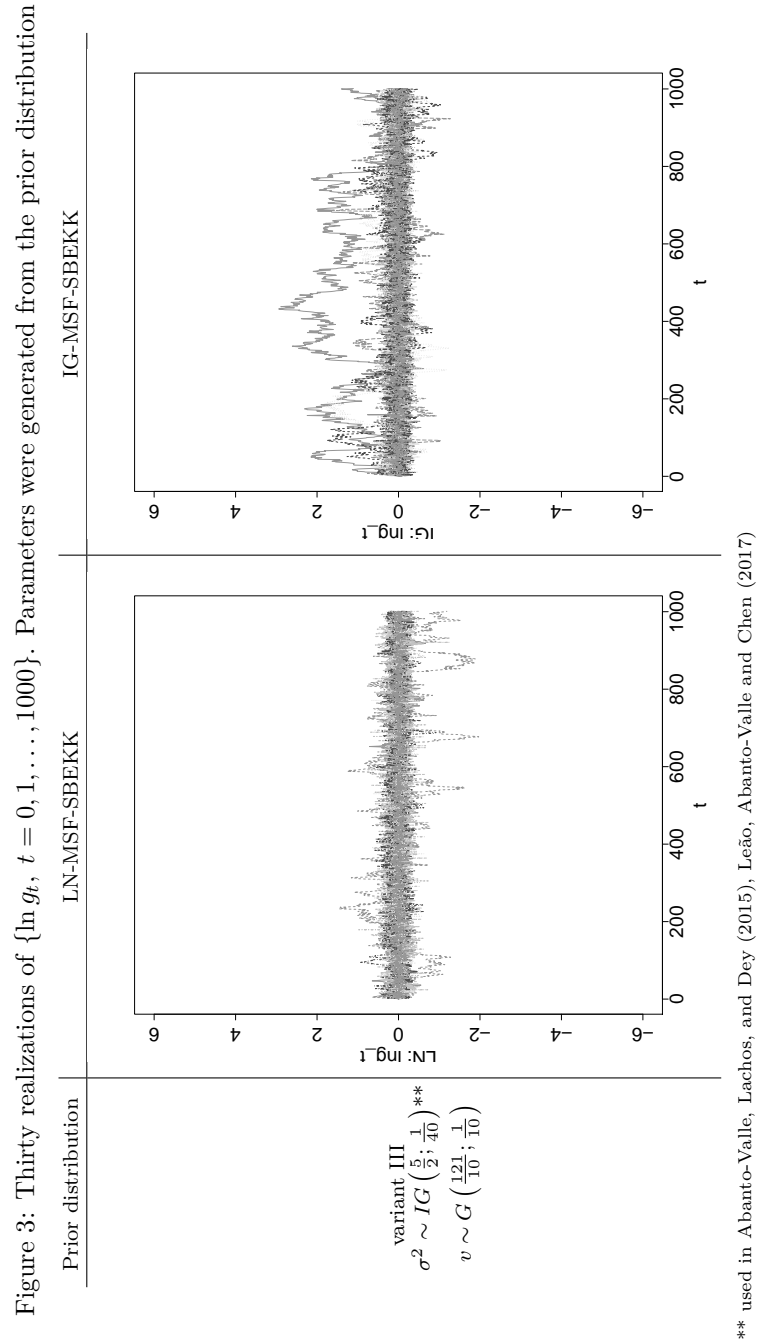 Figure 3: Thirty realizations of {ln g_t, t = 0, 1, . . . , 1000}. Parameters were generated from the prior distribution
Prior distribution LN-MSF-SBEKK IG-MSF-SBEKK
variant III
σ² ∼ IG (5/2; 1/40)**
v ∼ G (121/10; 1/10)
LN: lng_t
6
4
2
0
−2
−4
−6
0 200 400 600 800 1000
t
IG: lng_t
6
4
2
0
−2
−4
−6
0 200 400 600 800 1000
t
** used in Abanto-Valle, Lachos, and Dey (2015), Leão, Abanto-Valle and Chen (2017)